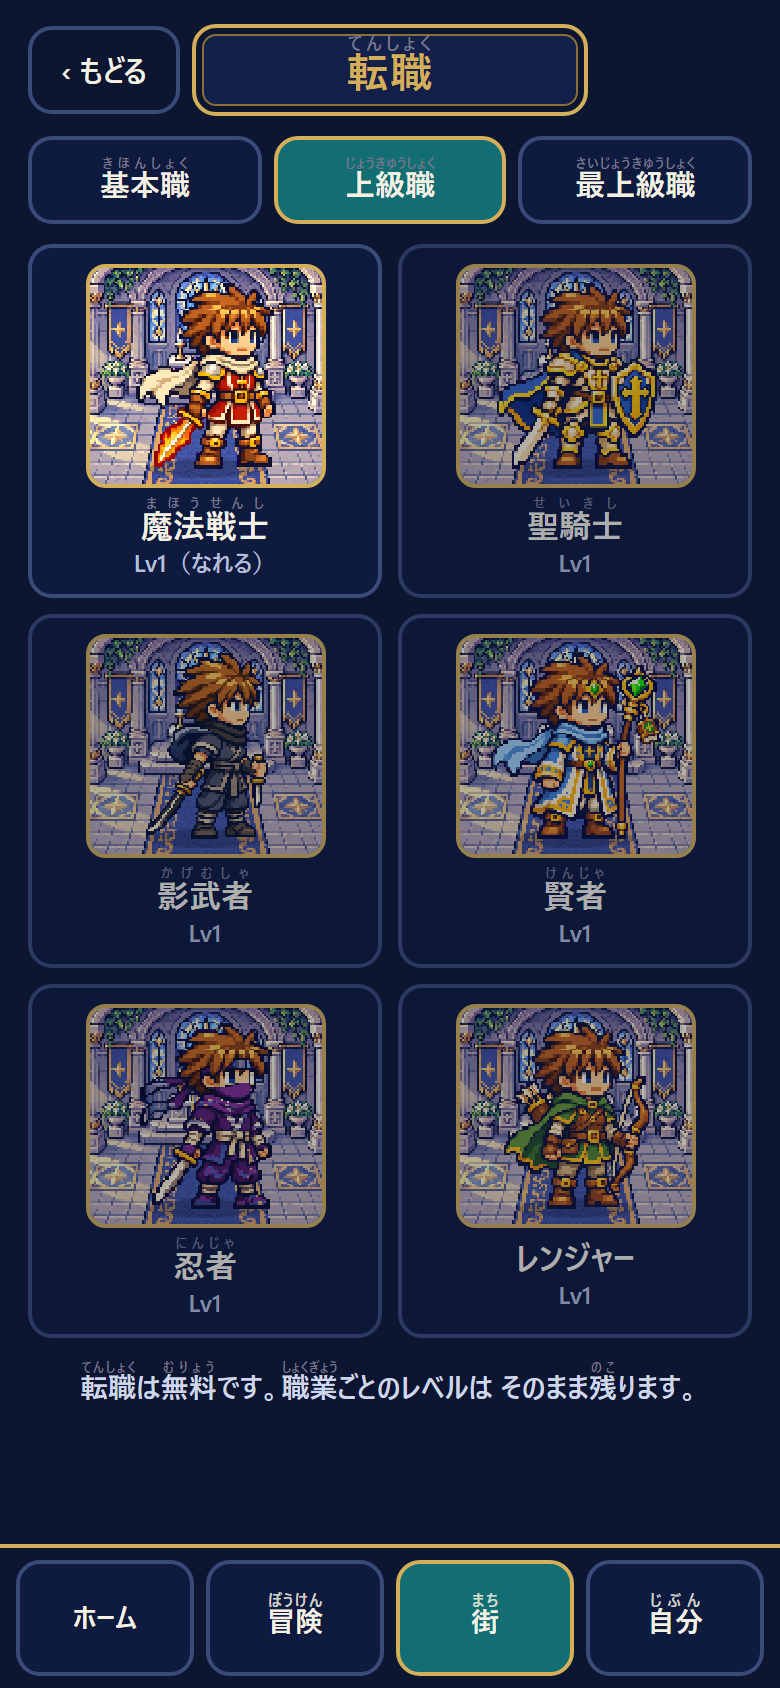 ‹ もどる
てんしょく
転職
きほんしょく
基本職
じょうきゅうしょく
上級職
さいじょうきゅうしょく
最上級職
まほうせんし
魔法戦士
Lv1（なれる）
せいきし
聖騎士
Lv1
かげむしゃ
影武者
Lv1
けんじゃ
賢者
Lv1
にんじゃ
忍者
Lv1
レンジャー
Lv1
てんしょく むりょう しょくぎょう のこ
転職は無料です。職業ごとのレベルは そのまま残ります。
ホーム
ぼうけん
冒険
まち
街
じぶん
自分